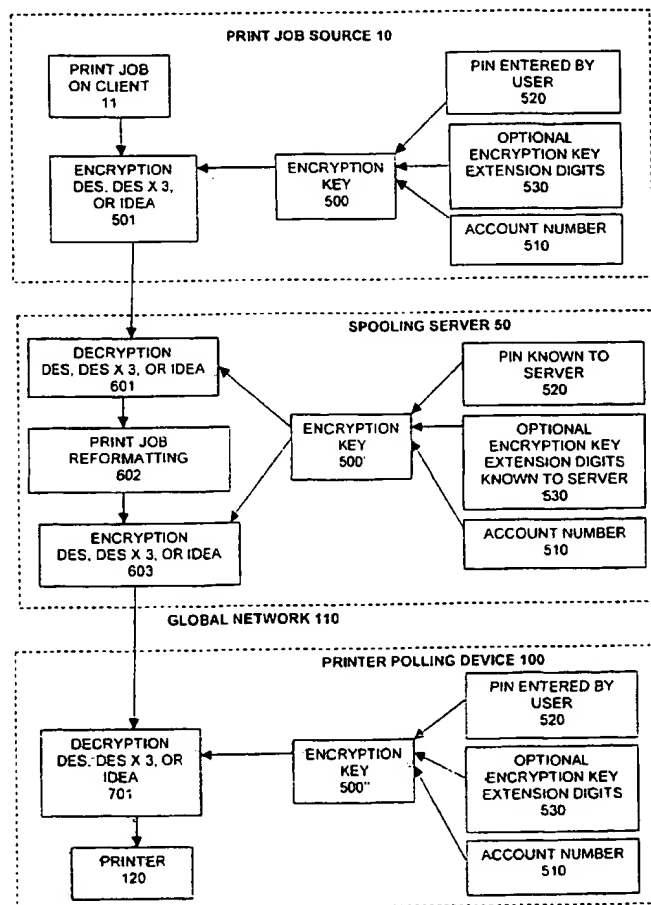 PRINT JOB SOURCE 10
PRINT JOB
ON CLIENT
11
PIN ENTERED BY
USER
520
ENCRYPTION
DES, DES X 3,
OR IDEA
501
ENCRYPTION
KEY
500
OPTIONAL
ENCRYPTION KEY
EXTENSION DIGITS
530
ACCOUNT NUMBER
510
SPOOLING SERVER 50
DECRYPTION
DES, DES X 3, OR IDEA
601
PIN KNOWN TO
SERVER
520
PRINT JOB
REFORMATTING
602
ENCRYPTION
KEY
500'
OPTIONAL
ENCRYPTION KEY
EXTENSION DIGITS
KNOWN TO SERVER
530
ENCRYPTION
DES, DES X 3, OR IDEA
603
ACCOUNT NUMBER
510
GLOBAL NETWORK 110
PRINTER POLLING DEVICE 100
PIN ENTERED BY
USER
520
DECRYPTION
DES, DES X 3, OR
IDEA
701
ENCRYPTION
KEY
500''
OPTIONAL
ENCRYPTION KEY
EXTENSION DIGITS
530
PRINTER
120
ACCOUNT NUMBER
510